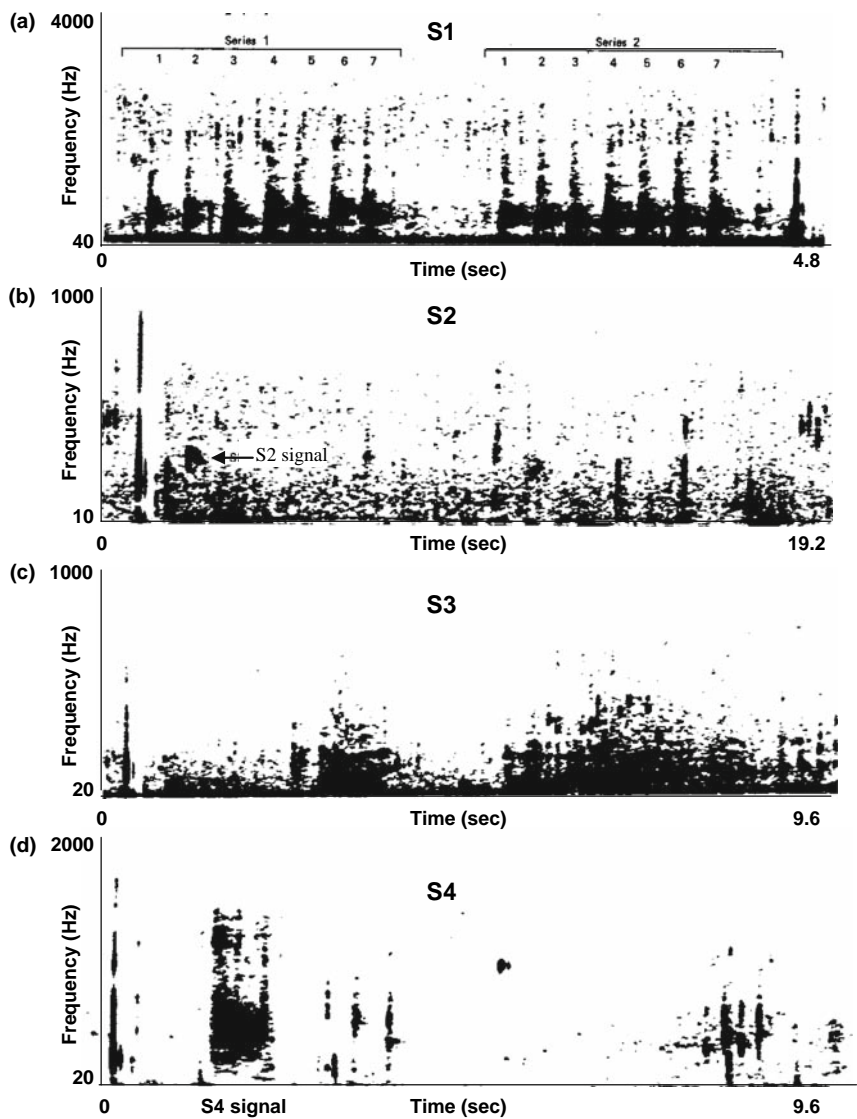 (a)
4000
S1
Series 1
Series 2
1 2 3 4 5 6 7
1 2 3 4 5 6 7
Frequency (Hz)
40
0
Time (sec)
4.8
(b)
1000
S2
Frequency (Hz)
S2 signal
10
0
Time (sec)
19.2
(c)
1000
S3
Frequency (Hz)
20
0
Time (sec)
9.6
(d)
2000
S4
Frequency (Hz)
20
0
S4 signal
Time (sec)
9.6